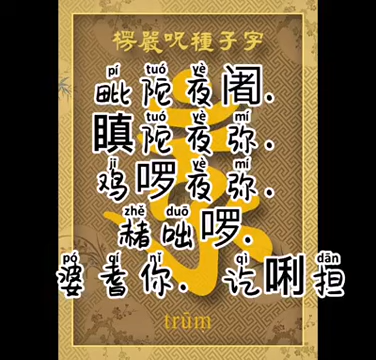 楞嚴咒種子字
pí tuó yè
毗陀夜阇.
tuó yè mí
瞋陀夜弥.
jī yè mí
鸡啰夜弥.
zhě duō
赭咄啰.
pó qí nǐ qì dān
婆耆你. 讫唎担
trūm